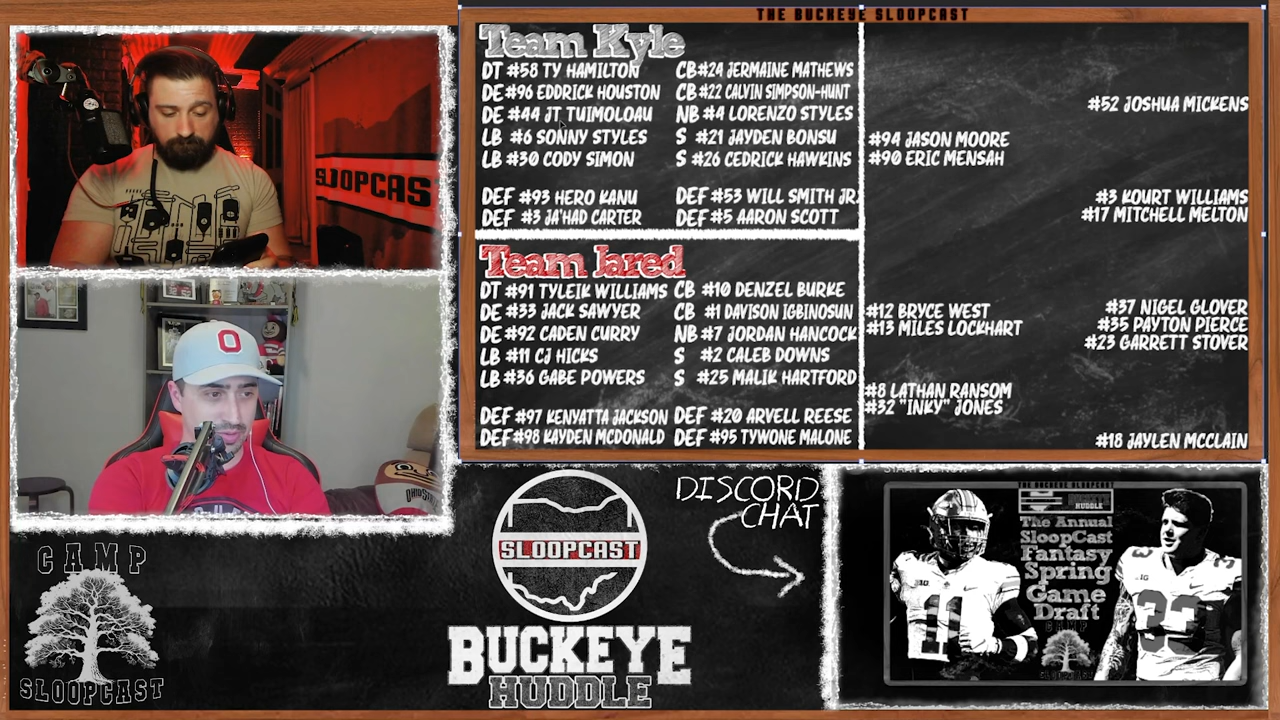 THE BUCKEYE SLOOPCAST
Team Kyle
DT #58 TY HAMILTON
DE #96 EDDRICK HOUSTON
DE #44 JT TUIMOLOAU
LB #6 SONNY STYLES
LB #30 CODY SIMON
DEF #93 HERO KANU
DEF #3 JA'HAD CARTER
CB #24 JERMAINE MATHEWS
CB #22 CALVIN SIMPSON-HUNT
NB #4 LORENZO STYLES
S #21 JAYDEN BONSU
S #26 CEDRICK HAWKINS
DEF #53 WILL SMITH JR.
DEF #5 AARON SCOTT
Team Jared
DT #91 TYLEIK WILLIAMS
DE #33 JACK SAWYER
DE #92 CADEN CURRY
LB #11 CJ HICKS
LB #36 GABE POWERS
DEF #97 KENYATTA JACKSON
DEF #98 KAYDEN MCDONALD
CB #10 DENZEL BURKE
CB #1 DAVISON IGBINOSUN
NB #7 JORDAN HANCOCK
S #2 CALEB DOWNS
S #25 MALIK HARTFORD
DEF #20 ARVELL REESE
DEF #95 TYWONE MALONE
#52 JOSHUA MICKENS
#94 JASON MOORE
#90 ERIC MENSAH
#3 KOURT WILLIAMS
#17 MITCHELL MELTON
#12 BRYCE WEST
#13 MILES LOCKHART
#37 NIGEL GLOVER
#35 PAYTON PIERCE
#23 GARRETT STOVER
#8 LATHAN RANSOM
#32 "INKY" JONES
#18 JAYLEN MCCLAIN
SLOOPCAS
O
CAMP
SLOOPCAST
SLOOPCAST
BUCKEYE
HUDDLE
DISCORD
CHAT
THE BUCKEYE SLOOPCAST
HUDDLE
The Annual
SloopCast
Fantasy
Spring
Game
Draft
CAMP
11
33